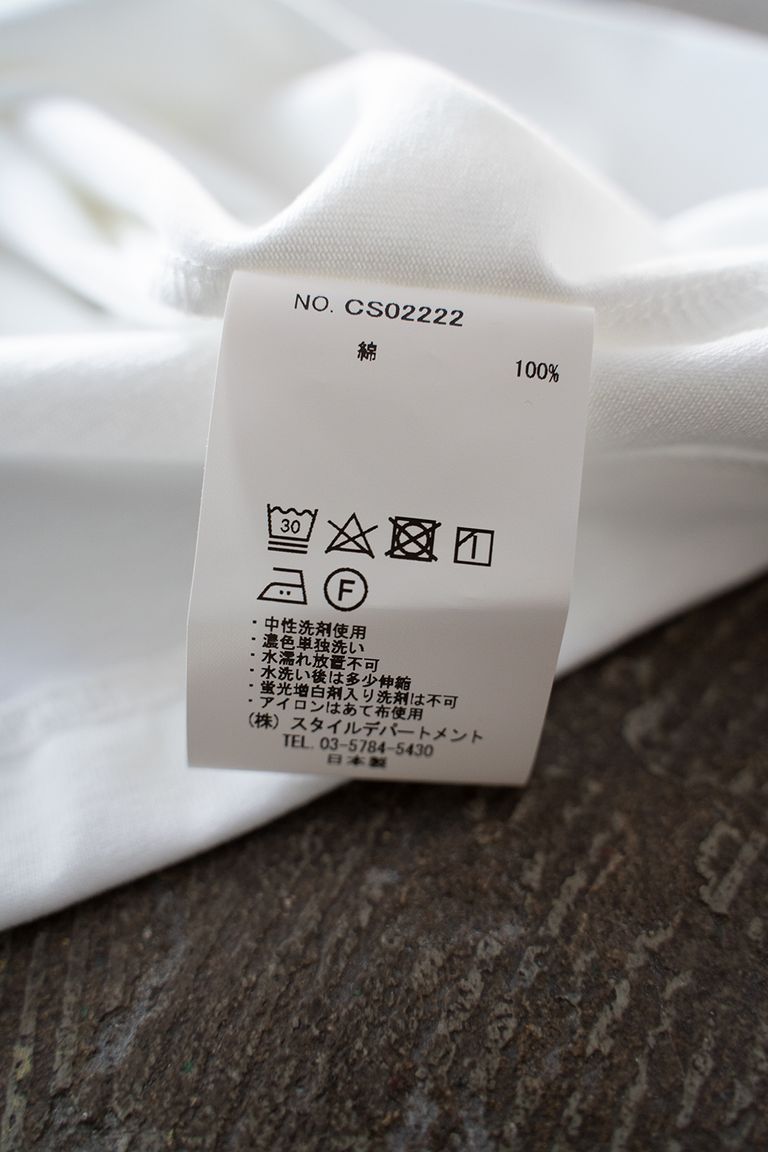 NO. CS02222
綿 100%
30
F
・中性洗剤使用
・濃色単独洗い
・水濡れ放置不可
・水洗い後は多少伸縮
・蛍光増白剤入り洗剤は不可
・アイロンはあて布使用
(株) スタイルデパートメント
TEL. 03-5784-5430
日本製